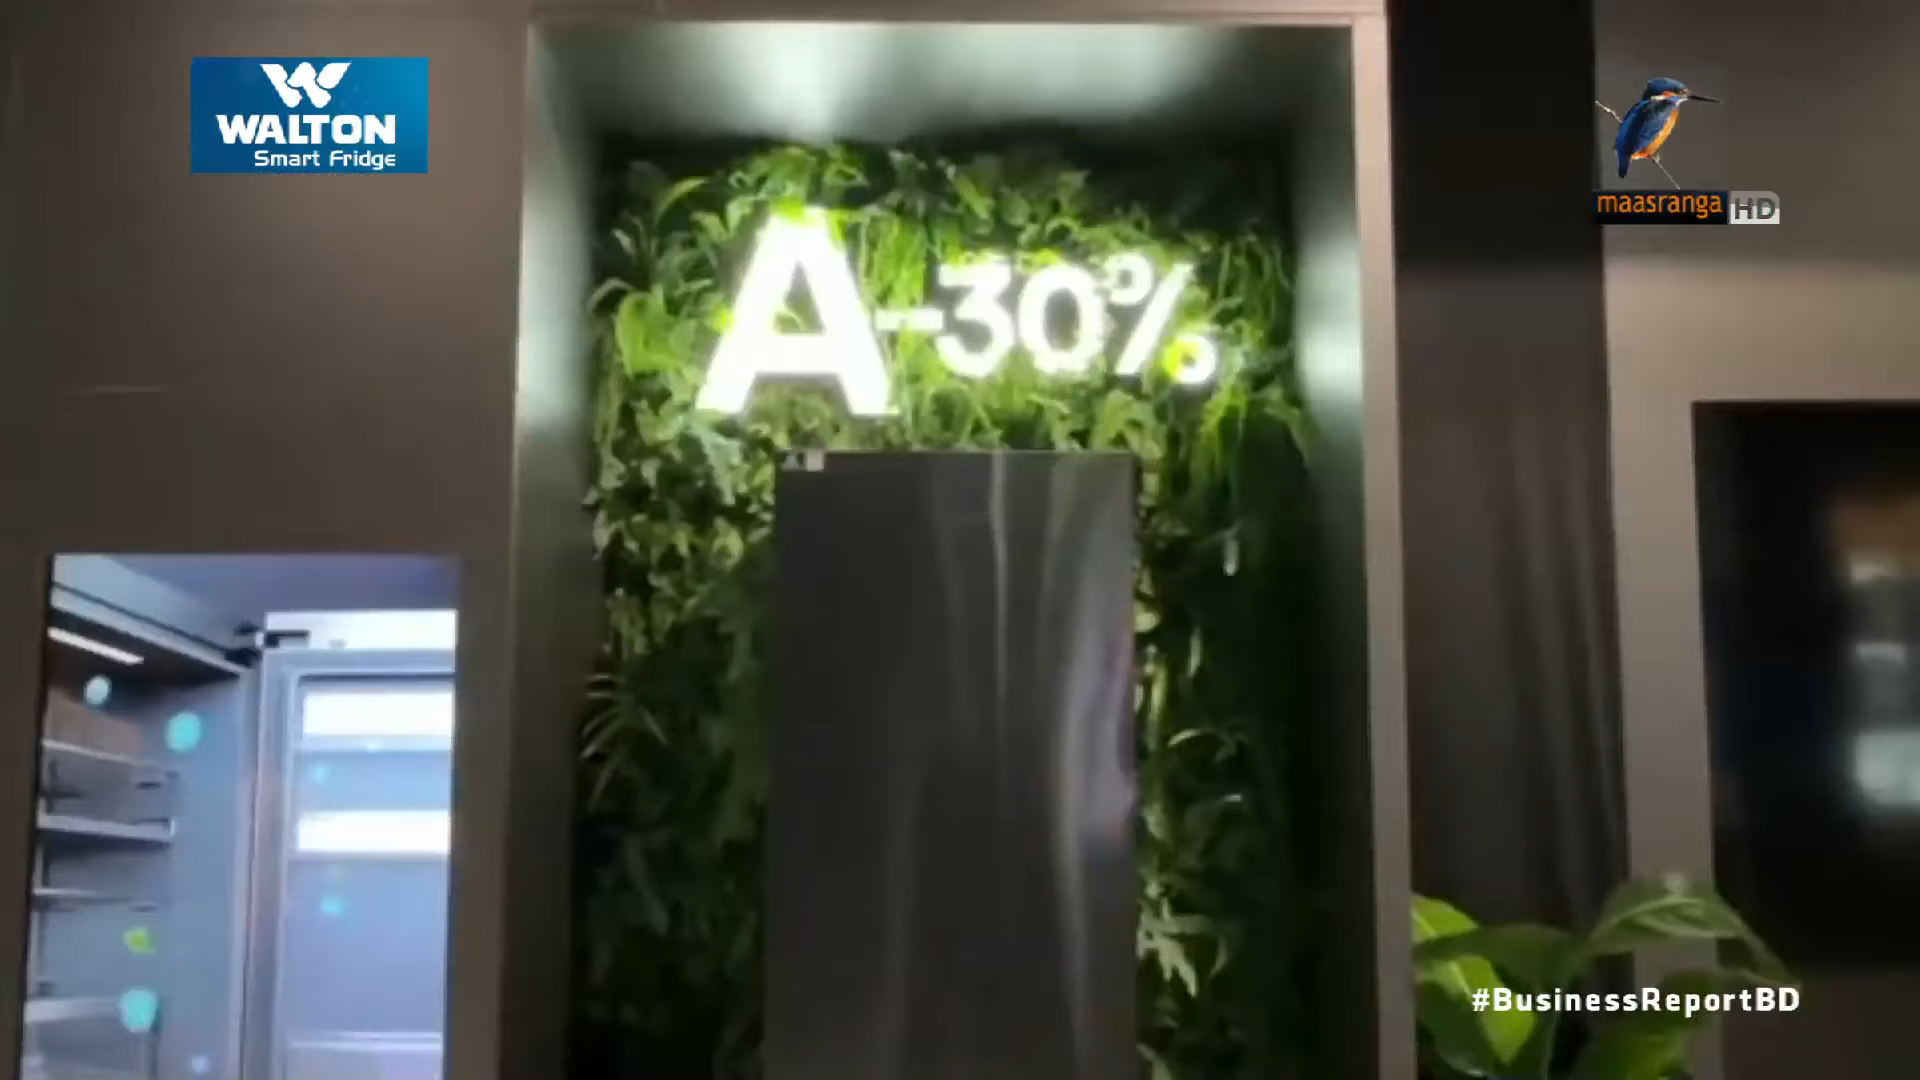 WALTON
Smart Fridge
maasranga HD
A-30%
#BusinessReportBD